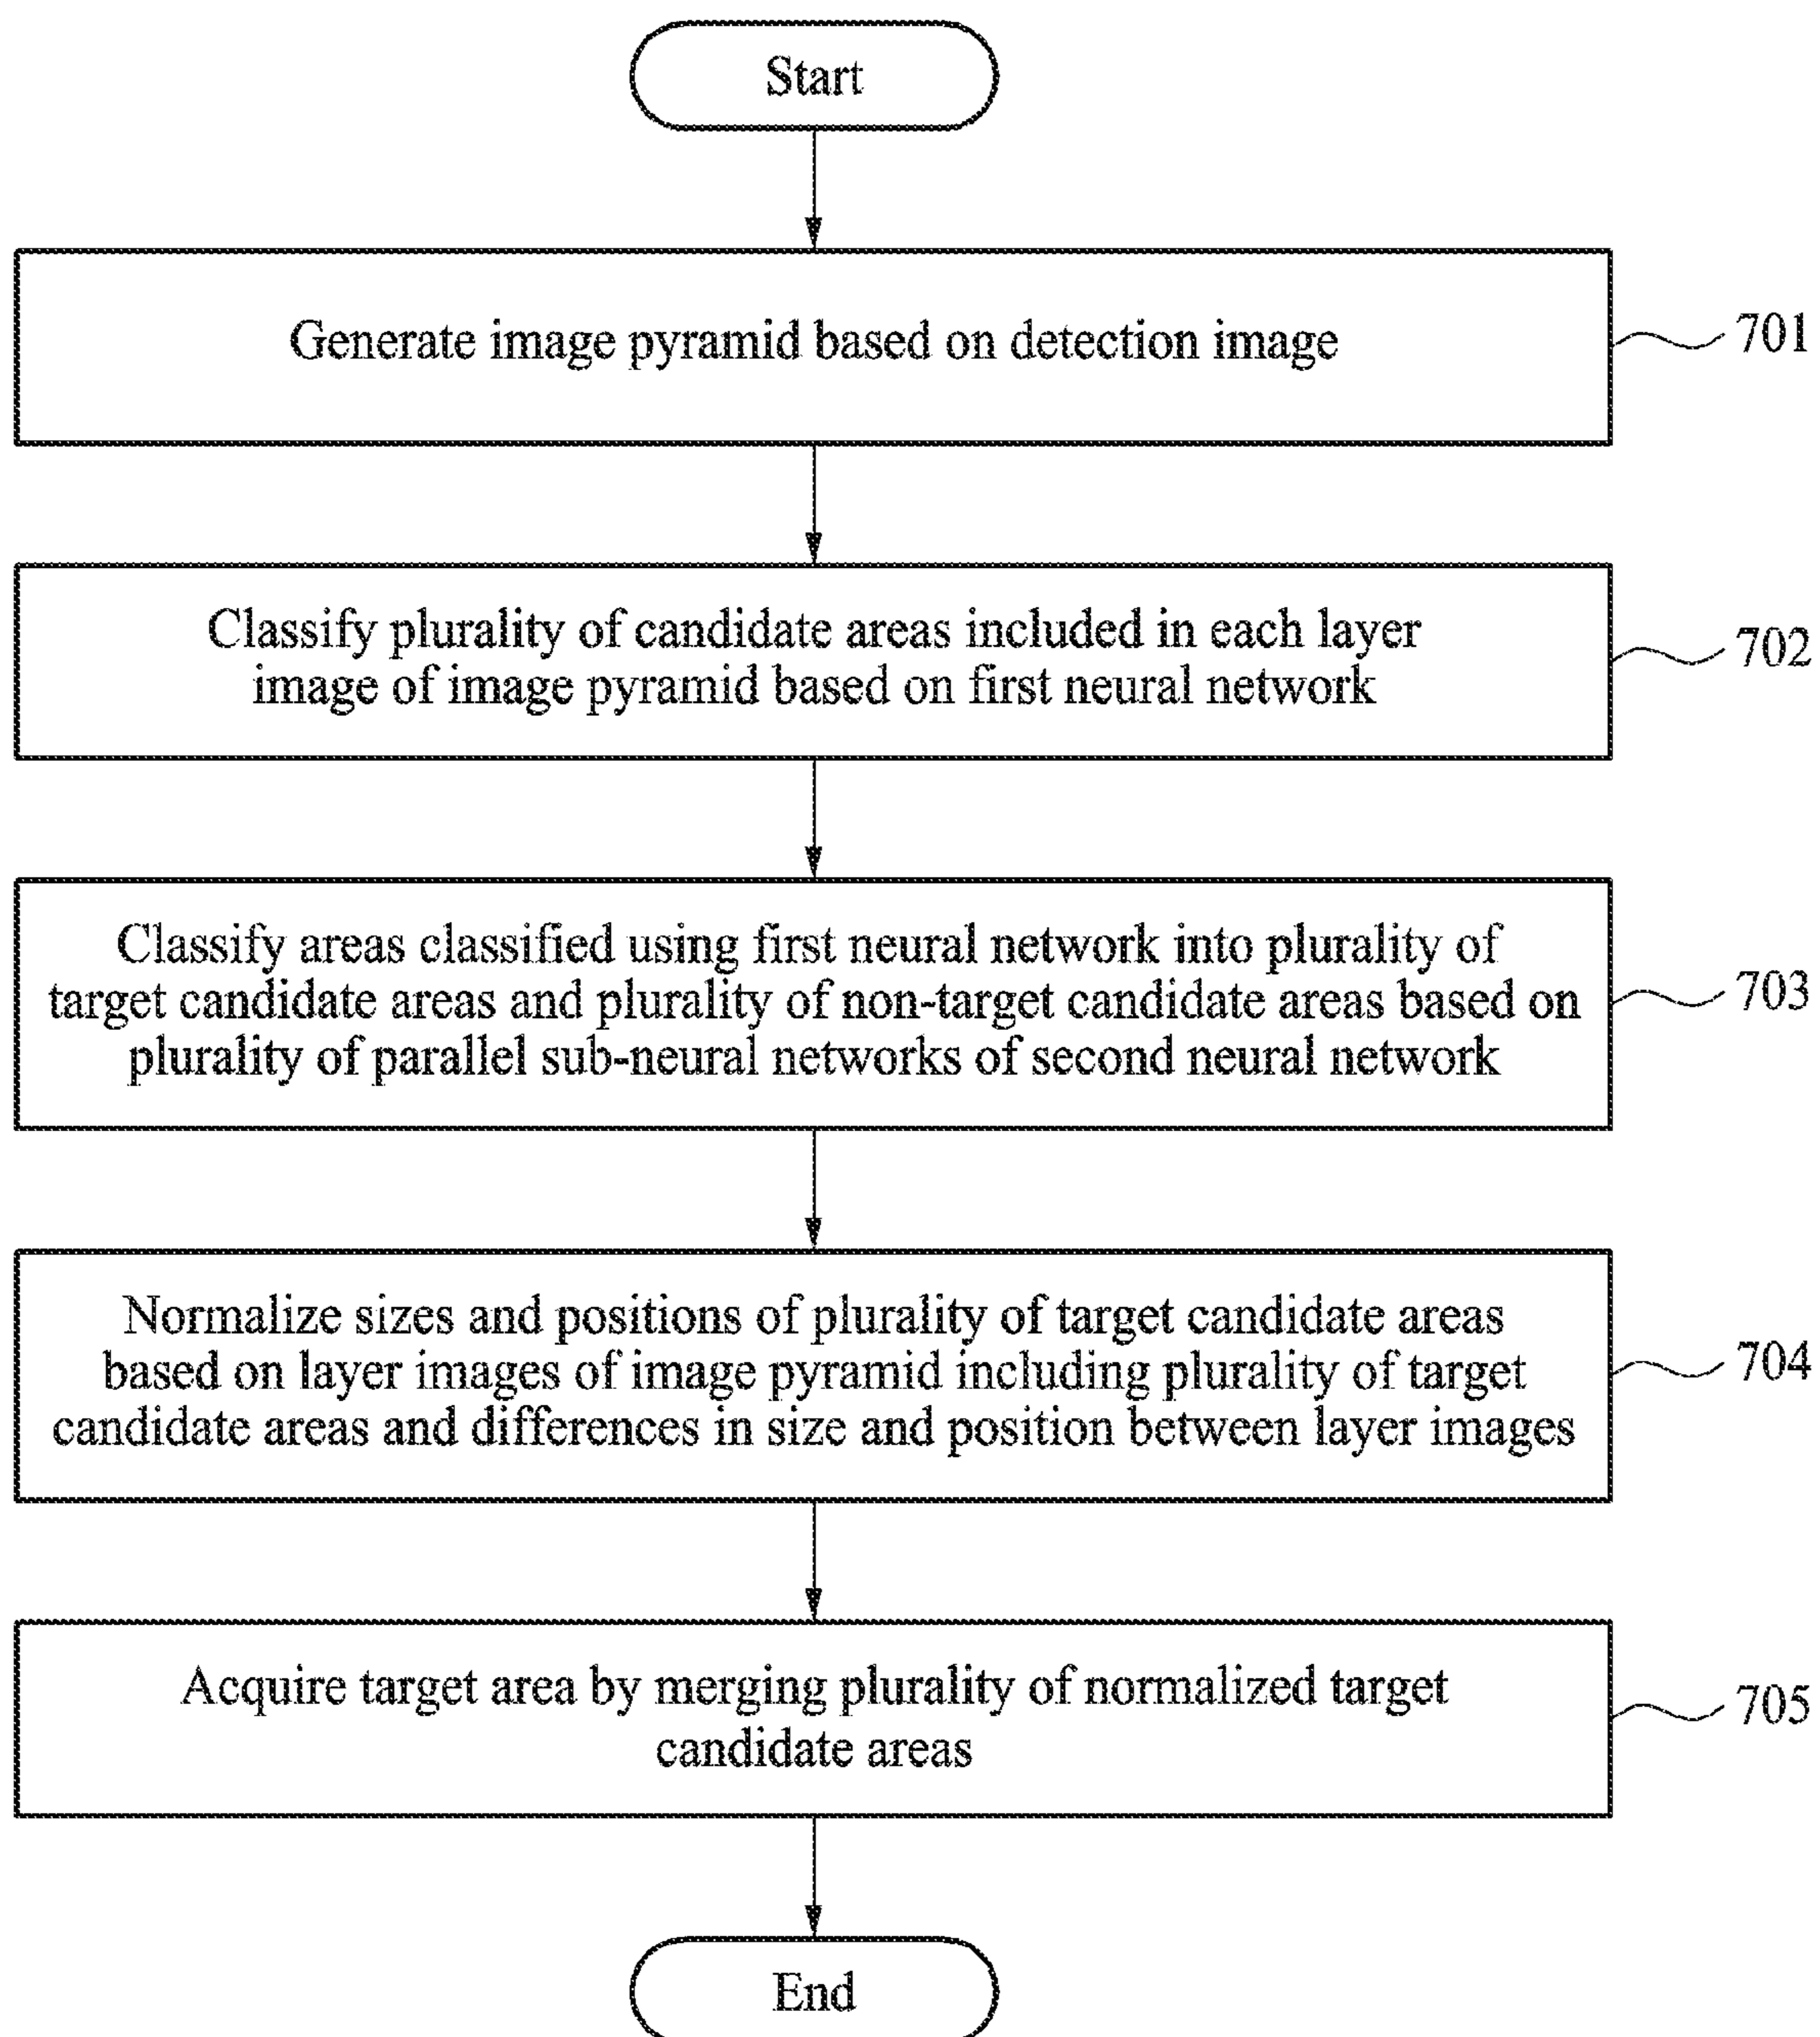 Start
Generate image pyramid based on detection image
701
Classify plurality of candidate areas included in each layer
image of image pyramid based on first neural network
702
Classify areas classified using first neural network into plurality of
target candidate areas and plurality of non-target candidate areas based on
plurality of parallel sub-neural networks of second neural network
703
Normalize sizes and positions of plurality of target candidate areas
based on layer images of image pyramid including plurality of target
candidate areas and differences in size and position between layer images
704
Acquire target area by merging plurality of normalized target
candidate areas
705
End